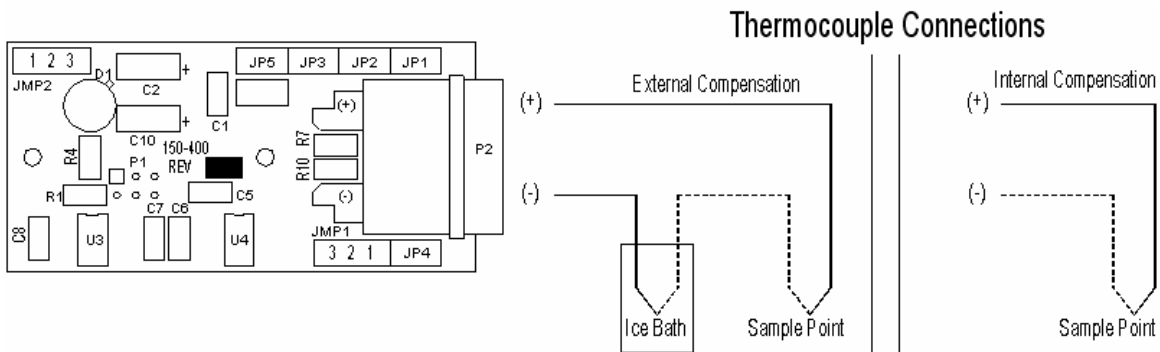 Thermocouple Connections
1 2 3
JMP2
D1
C2
C10
C1
JP5 JP3 JP2 JP1
(+)
R7
R10
(-)
P2
150-400
REV
R4
P1
R1
C5
C8
U3
C7 C6
U4
JMP1
3 2 1
JP4
External Compensation
(+)
(-)
Ice Bath
Sample Point
Internal Compensation
(+)
(-)
Sample Point